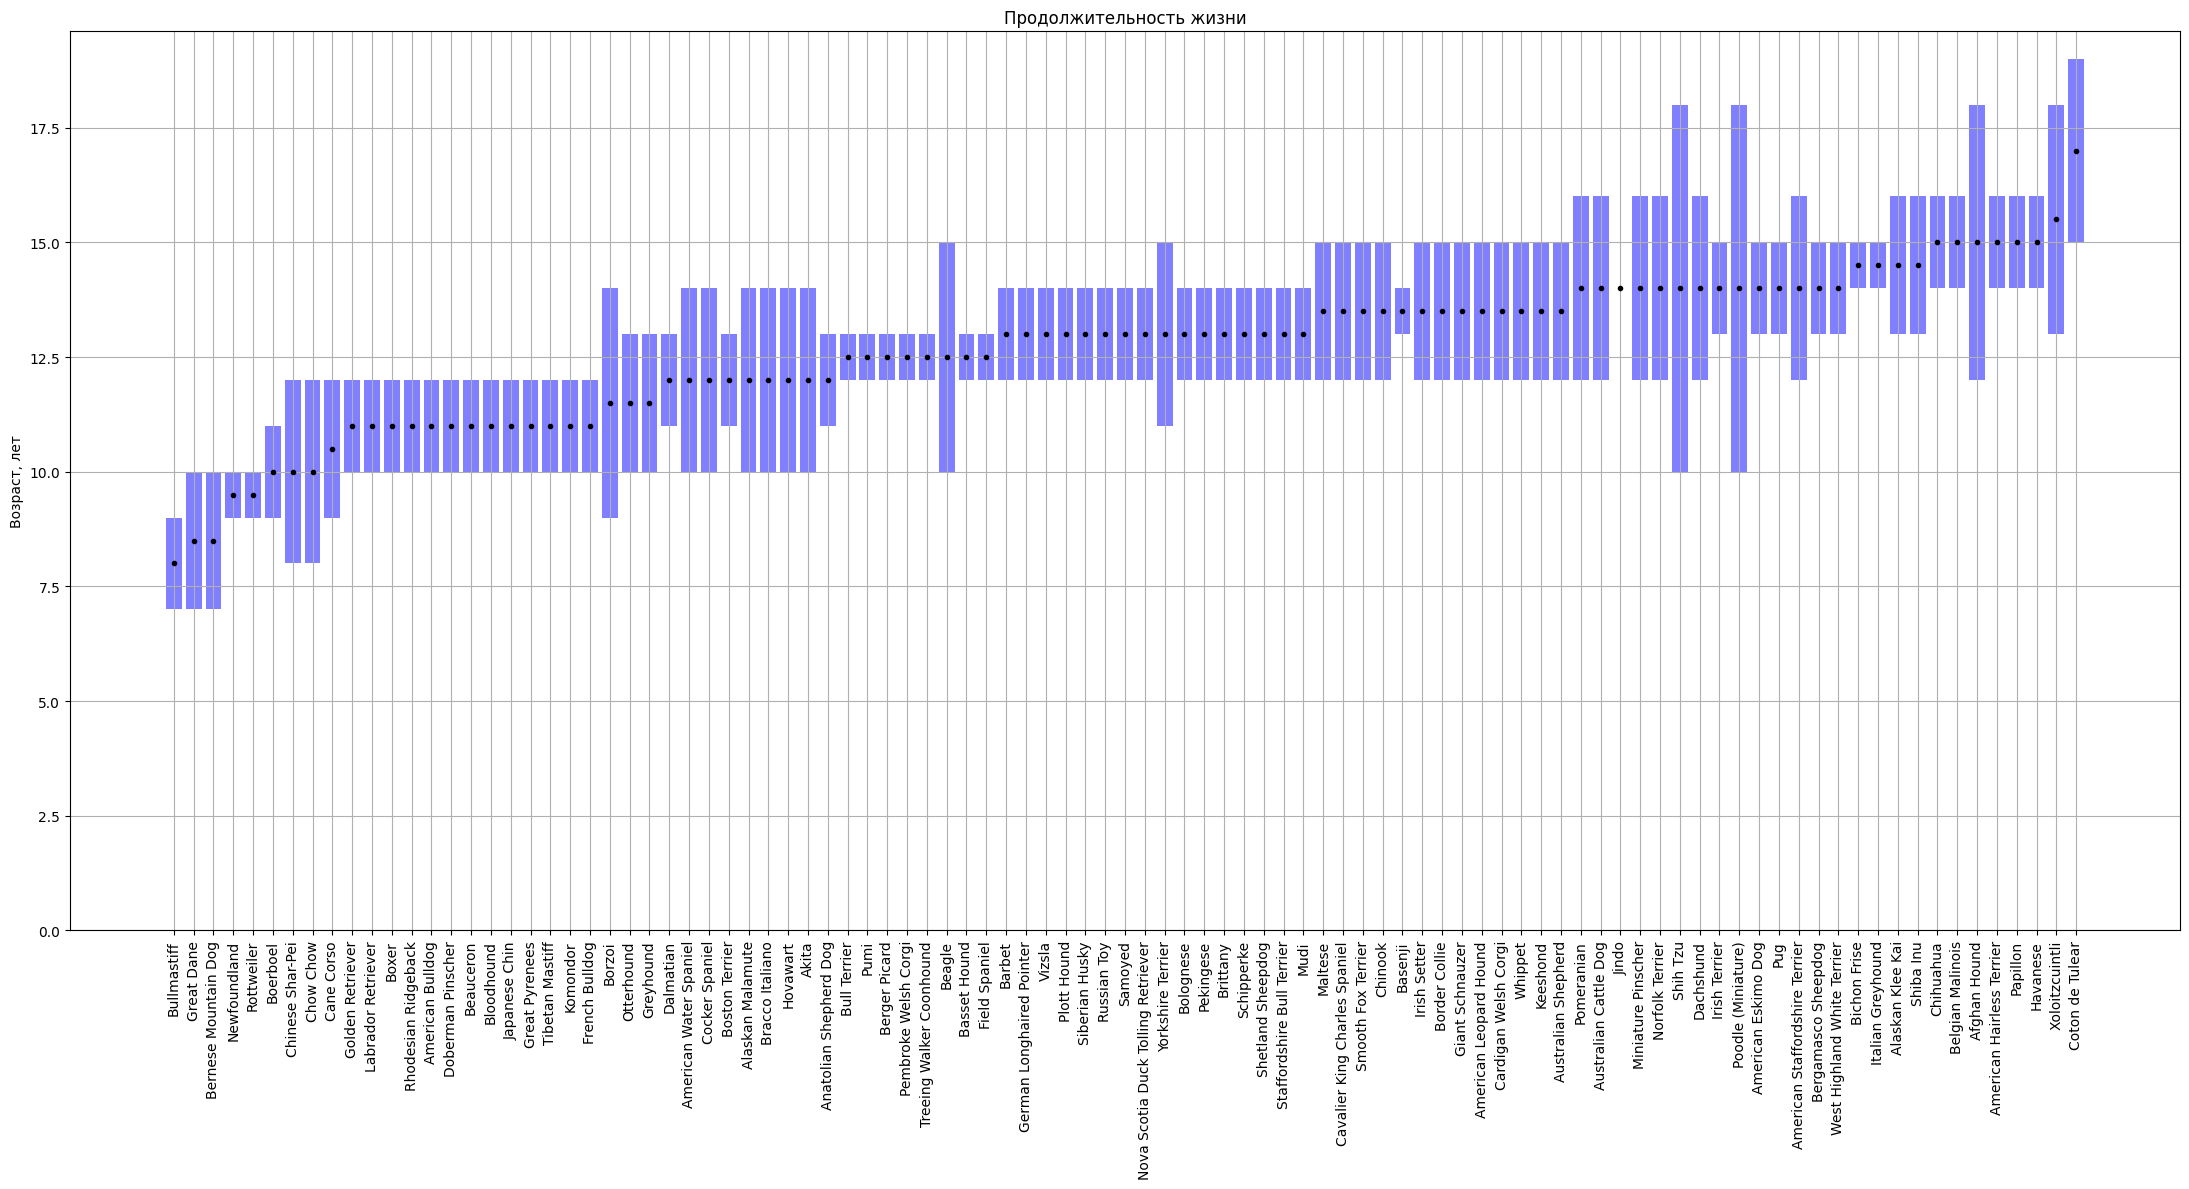 Продолжительность жизни
Возраст, лет
17.5
15.0
12.5
10.0
7.5
5.0
2.5
0.0
Bullmastiff
Great Dane
Bernese Mountain Dog
Newfoundland
Rottweiler
Boerboel
Chinese Shar-Pei
Chow Chow
Cane Corso
Golden Retriever
Labrador Retriever
Boxer
Rhodesian Ridgeback
American Bulldog
Doberman Pinscher
Beauceron
Bloodhound
Japanese Chin
Great Pyrenees
Tibetan Mastiff
Komondor
French Bulldog
Borzoi
Otterhound
Greyhound
Dalmatian
American Water Spaniel
Cocker Spaniel
Boston Terrier
Alaskan Malamute
Bracco Italiano
Hovawart
Akita
Anatolian Shepherd Dog
Bull Terrier
Pumi
Berger Picard
Pembroke Welsh Corgi
Treeing Walker Coonhound
Beagle
Basset Hound
Field Spaniel
Barbet
German Longhaired Pointer
Vizsla
Plott Hound
Siberian Husky
Russian Toy
Samoyed
Nova Scotia Duck Tolling Retriever
Yorkshire Terrier
Bolognese
Pekingese
Brittany
Schipperke
Shetland Sheepdog
Staffordshire Bull Terrier
Mudi
Maltese
Cavalier King Charles Spaniel
Smooth Fox Terrier
Chinook
Basenji
Irish Setter
Border Collie
Giant Schnauzer
American Leopard Hound
Cardigan Welsh Corgi
Whippet
Keeshond
Australian Shepherd
Pomeranian
Australian Cattle Dog
Jindo
Miniature Pinscher
Norfolk Terrier
Shih Tzu
Dachshund
Irish Terrier
Poodle (Miniature)
American Eskimo Dog
Pug
American Staffordshire Terrier
Bergamasco Sheepdog
West Highland White Terrier
Bichon Frise
Italian Greyhound
Alaskan Klee Kai
Shiba Inu
Chihuahua
Belgian Malinois
Afghan Hound
American Hairless Terrier
Papillon
Havanese
Xoloitzcuintli
Coton de Tulear